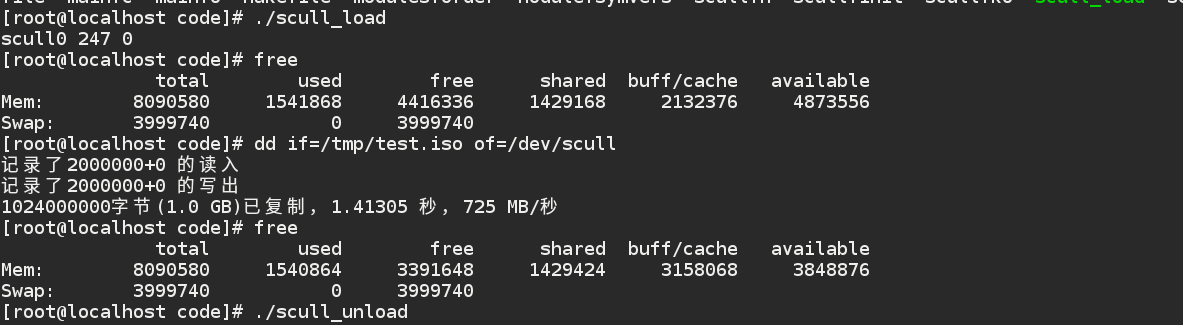 [root@localhost code]# ./scull_load
scull0 247 0
[root@localhost code]# free
total used free shared buff/cache available
Mem: 8090580 1541868 4416336 1429168 2132376 4873556
Swap: 3999740 0 3999740
[root@localhost code]# dd if=/tmp/test.iso of=/dev/scull
记录了2000000+0 的读入
记录了2000000+0 的写出
1024000000字节(1.0 GB)已复制，1.41305 秒，725 MB/秒
[root@localhost code]# free
total used free shared buff/cache available
Mem: 8090580 1540864 3391648 1429424 3158068 3848876
Swap: 3999740 0 3999740
[root@localhost code]# ./scull_unload